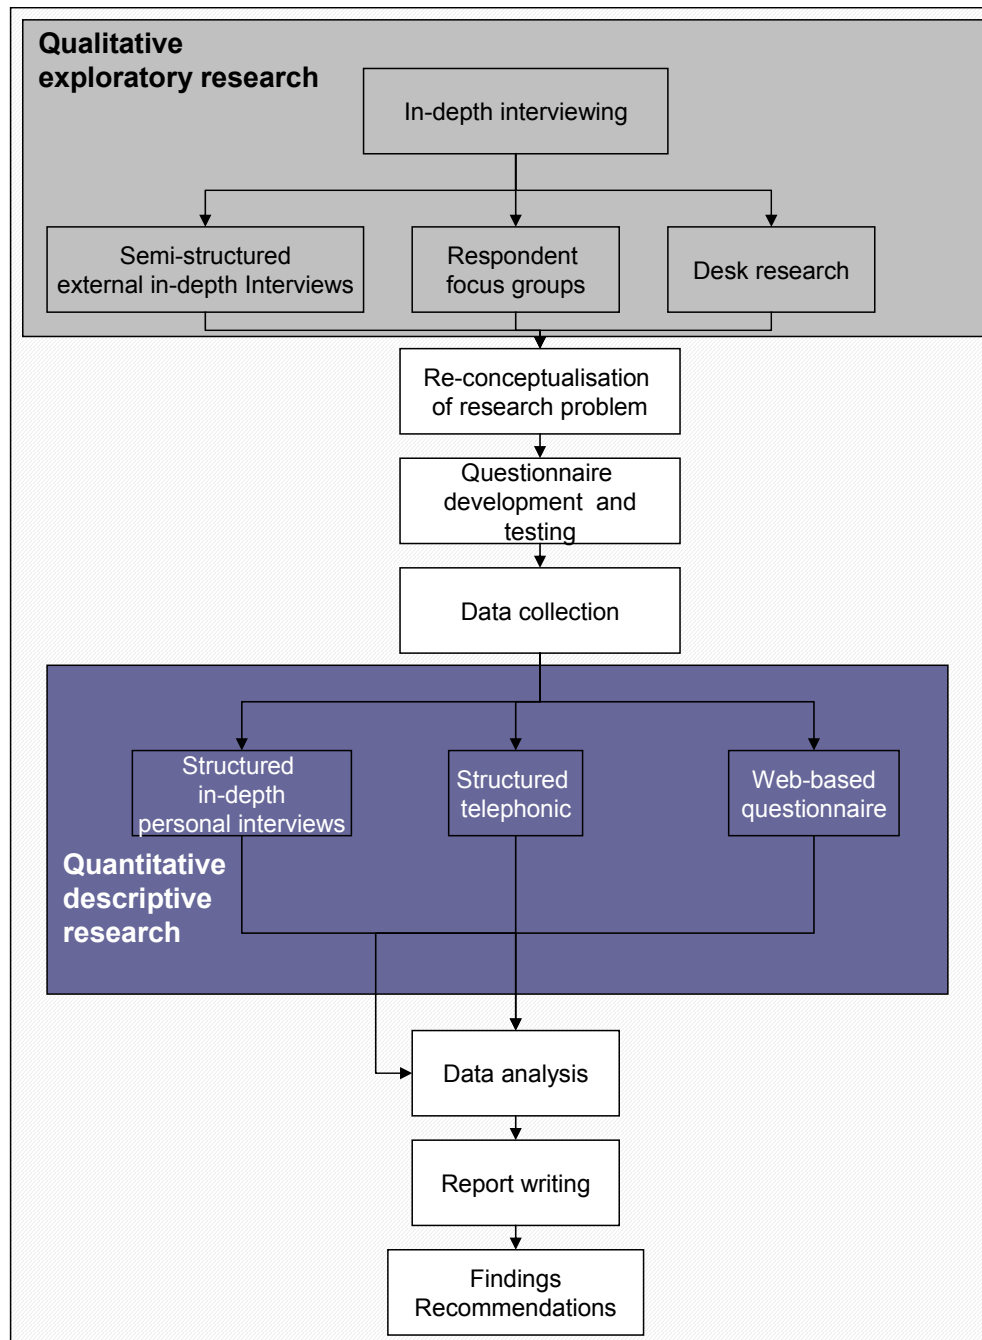 Qualitative
exploratory research
In-depth interviewing
Semi-structured
external in-depth Interviews
Respondent
focus groups
Desk research
Re-conceptualisation
of research problem
Questionnaire
development and
testing
Data collection
Structured
in-depth
personal interviews
Structured
telephonic
Web-based
questionnaire
Quantitative
descriptive
research
Data analysis
Report writing
Findings
Recommendations